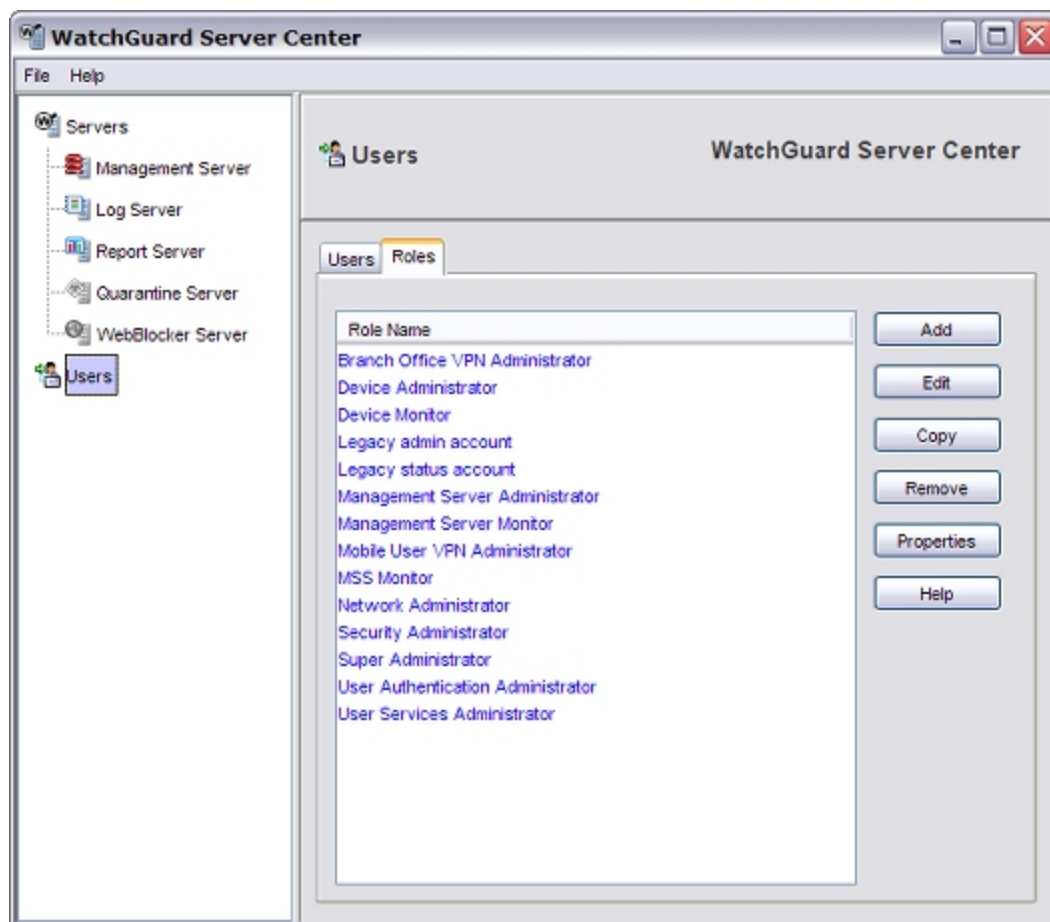 WatchGuard Server Center
File Help
Servers
Management Server
Log Server
Report Server
Quarantine Server
WebBlocker Server
Users
Users
WatchGuard Server Center
Users Roles
Role Name
Branch Office VPN Administrator
Device Administrator
Device Monitor
Legacy admin account
Legacy status account
Management Server Administrator
Management Server Monitor
Mobile User VPN Administrator
MSS Monitor
Network Administrator
Security Administrator
Super Administrator
User Authentication Administrator
User Services Administrator
Add
Edit
Copy
Remove
Properties
Help